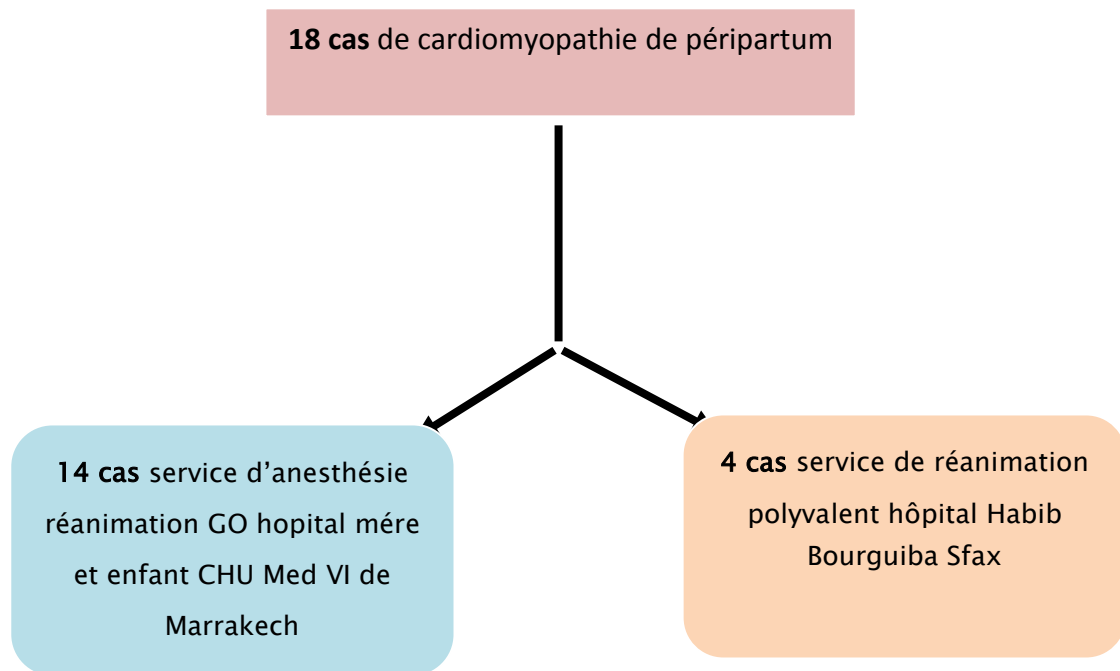 18 cas de cardiomyopathie de péripartum
14 cas service d’anesthésie
réanimation GO hopital mére
et enfant CHU Med VI de
Marrakech
4 cas service de réanimation
polyvalent hôpital Habib
Bourguiba Sfax